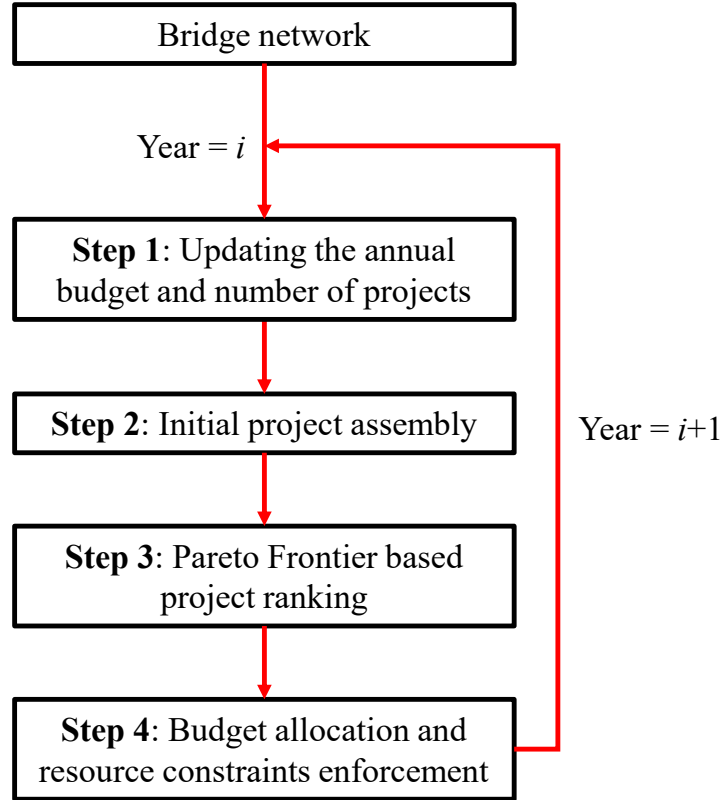 Bridge network
Year = i
Step 1: Updating the annual
budget and number of projects
Step 2: Initial project assembly
Year = i+1
Step 3: Pareto Frontier based
project ranking
Step 4: Budget allocation and
resource constraints enforcement